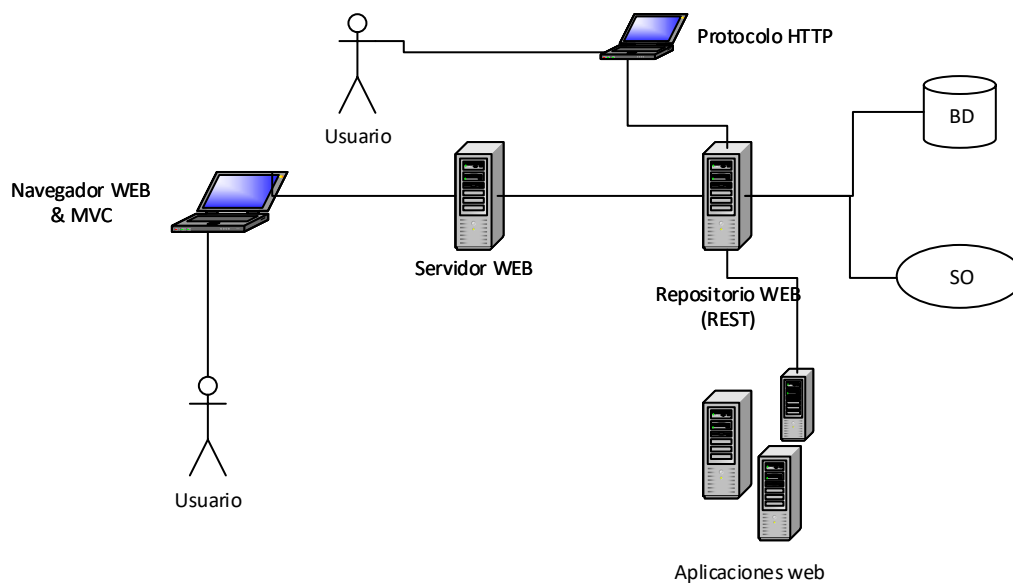 Protocolo HTTP
BD
Usuario
Navegador WEB
& MVC
Servidor WEB
Repositorio WEB
(REST)
SO
Usuario
Aplicaciones web